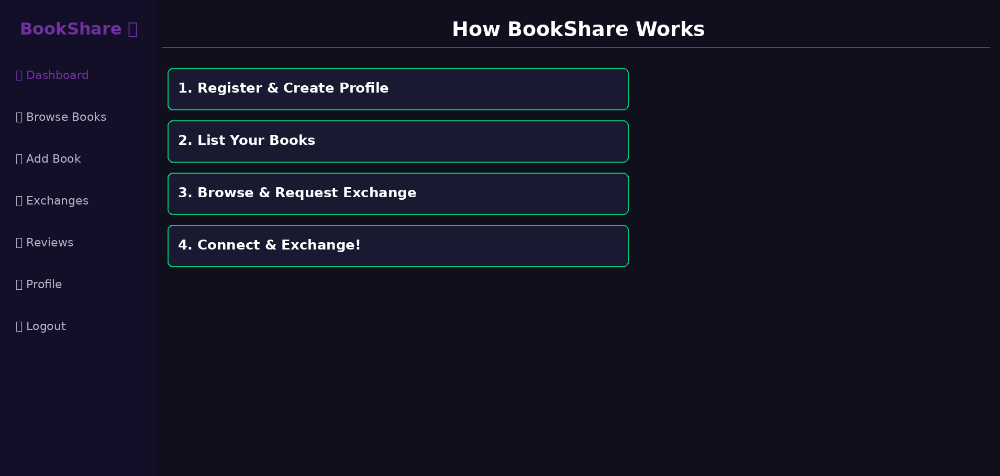 BookShare
Dashboard
Browse Books
Add Book
Exchanges
Reviews
Profile
Logout
How BookShare Works
1. Register & Create Profile
2. List Your Books
3. Browse & Request Exchange
4. Connect & Exchange!